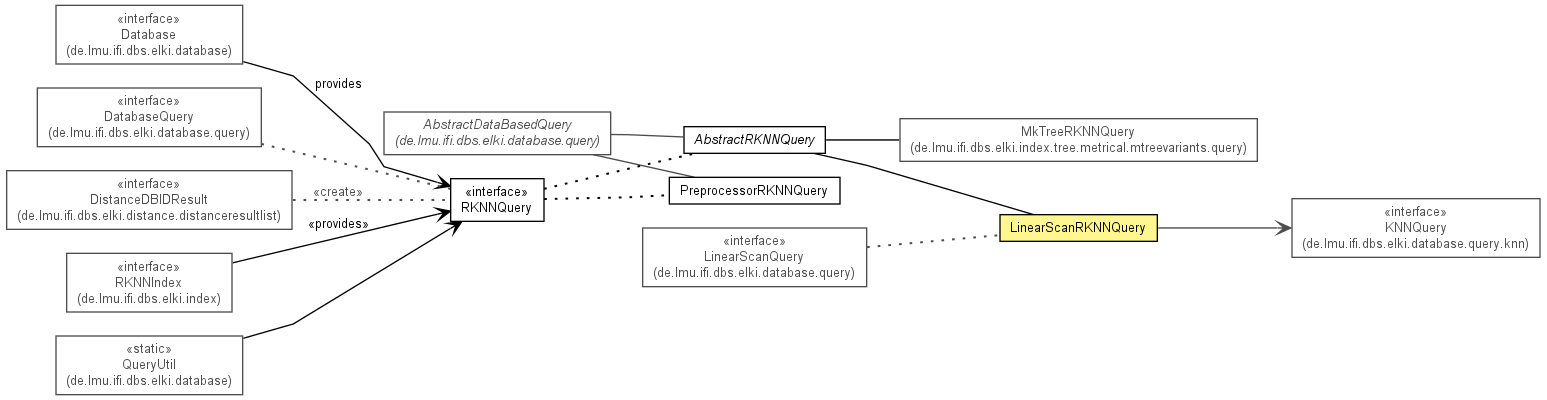 «interface»
Database
(de.lmu.ifi.dbs.elki.database)
provides
«interface»
DatabaseQuery
(de.lmu.ifi.dbs.elki.database.query)
«interface»
DistanceDBIDResult
(de.lmu.ifi.dbs.elki.distance.distanceresultlist)
«create»
«provides»
«interface»
RKNNIndex
(de.lmu.ifi.dbs.elki.index)
«static»
QueryUtil
(de.lmu.ifi.dbs.elki.database)
AbstractDataBasedQuery
(de.lmu.ifi.dbs.elki.database.query)
«interface»
RKNNQuery
AbstractRKNNQuery
PreprocessorRKNNQuery
«interface»
LinearScanQuery
(de.lmu.ifi.dbs.elki.database.query)
MkTreeRKNNQuery
(de.lmu.ifi.dbs.elki.index.tree.metrical.mtreevariants.query)
LinearScanRKNNQuery
«interface»
KNNQuery
(de.lmu.ifi.dbs.elki.database.query.knn)